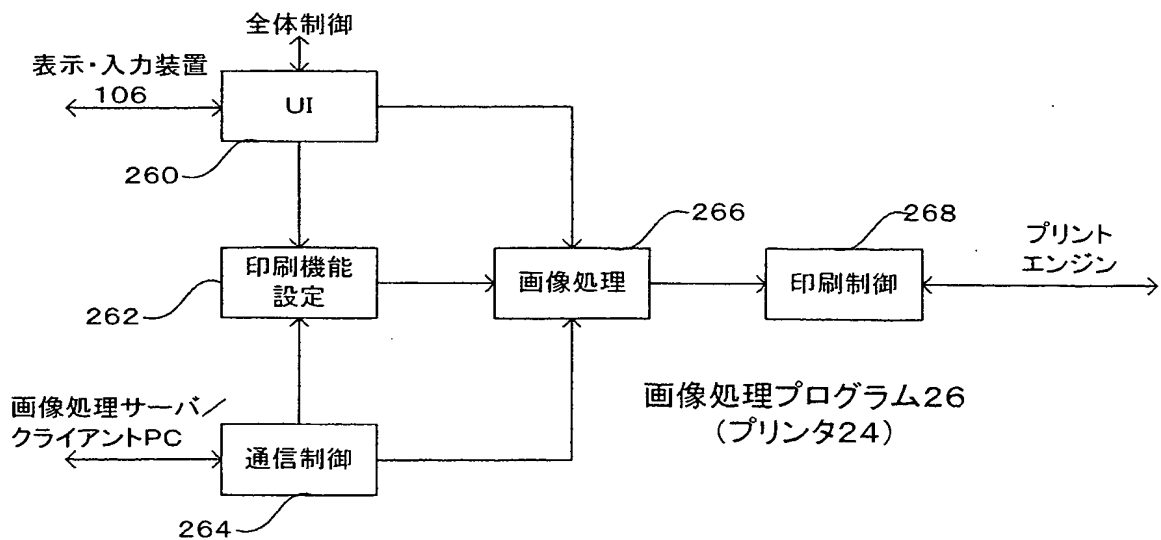 全体制御
表示・入力装置
106
UI
260
266
268
プリント
エンジン
印刷機能
設定
画像処理
印刷制御
262
画像処理サーバ/
クライアントPC
画像処理プログラム26
(プリンタ24)
通信制御
264